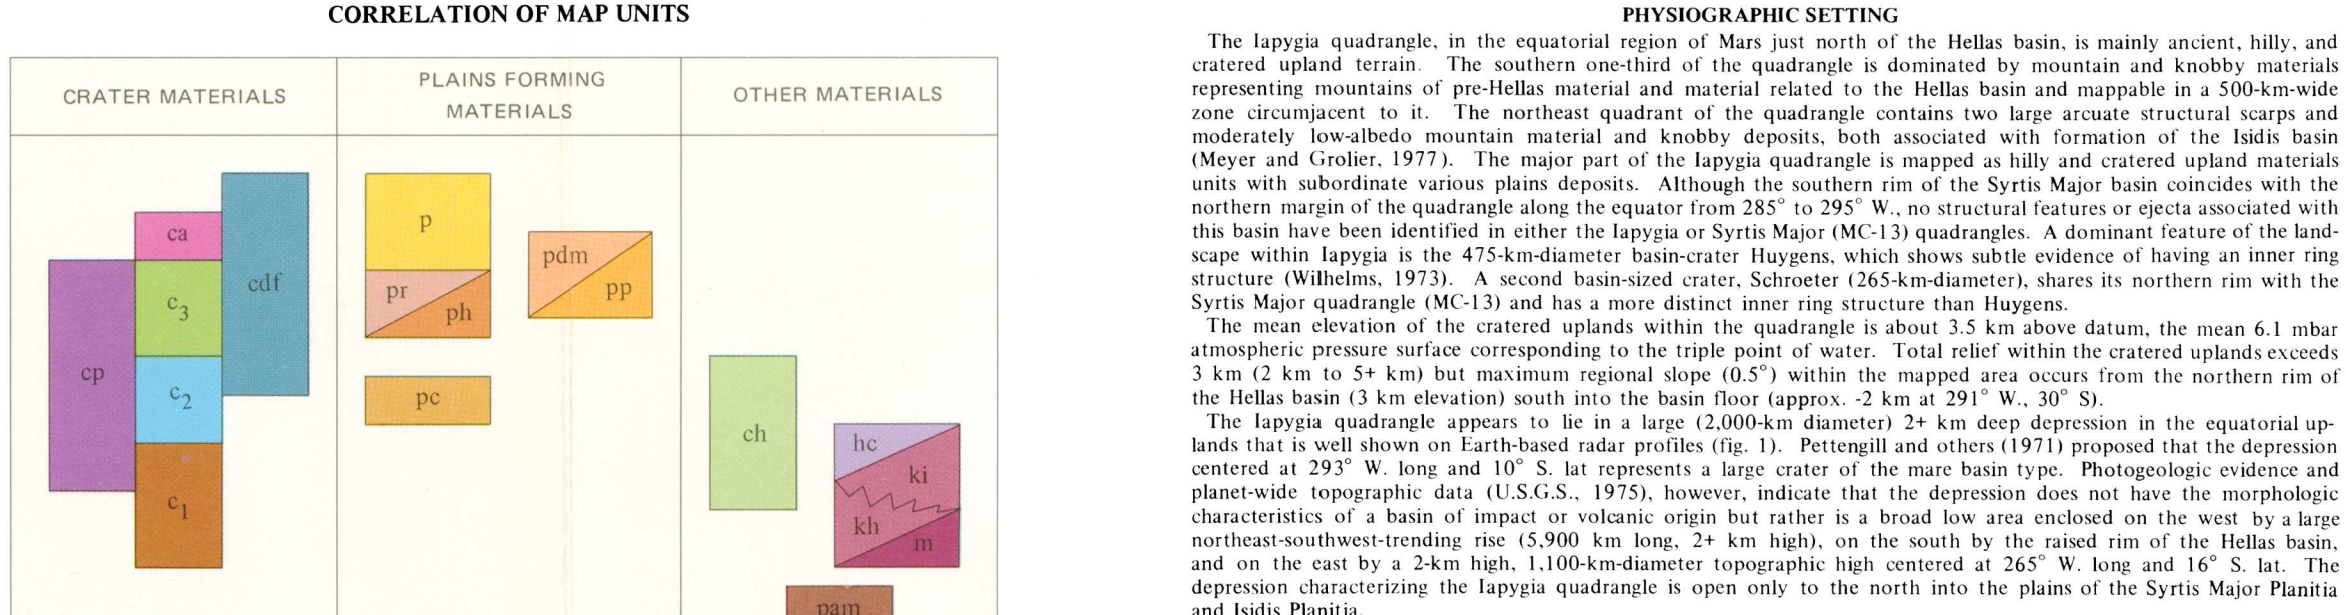 CORRELATION OF MAP UNITS
CRATER MATERIALS
PLAINS FORMING
MATERIALS
OTHER MATERIALS
ca
cp
c3
c2
c1
cdf
p
pr
ph
pdm
pp
pc
ch
hc
ki
kh
m
pam
PHYSIOGRAPHIC SETTING
The Iapygia quadrangle, in the equatorial region of Mars just north of the Hellas basin, is mainly ancient, hilly, and
cratered upland terrain. The southern one-third of the quadrangle is dominated by mountain and knobby materials
representing mountains of pre-Hellas material and material related to the Hellas basin and mappable in a 500-km-wide
zone circumjacent to it. The northeast quadrant of the quadrangle contains two large arcuate structural scarps and
moderately low-albedo mountain material and knobby deposits, both associated with formation of the Isidis basin
(Meyer and Grolier, 1977). The major part of the Iapygia quadrangle is mapped as hilly and cratered upland materials
units with subordinate various plains deposits. Although the southern rim of the Syrtis Major basin coincides with the
northern margin of the quadrangle along the equator from 285° to 295° W., no structural features or ejecta associated with
this basin have been identified in either the Iapygia or Syrtis Major (MC-13) quadrangles. A dominant feature of the land-
scape within Iapygia is the 475-km-diameter basin-crater Huygens, which shows subtle evidence of having an inner ring
structure (Wilhelms, 1973). A second basin-sized crater, Schroeter (265-km-diameter), shares its northern rim with the
Syrtis Major quadrangle (MC-13) and has a more distinct inner ring structure than Huygens.
The mean elevation of the cratered uplands within the quadrangle is about 3.5 km above datum, the mean 6.1 mbar
atmospheric pressure surface corresponding to the triple point of water. Total relief within the cratered uplands exceeds
3 km (2 km to 5+ km) but maximum regional slope (0.5°) within the mapped area occurs from the northern rim of
the Hellas basin (3 km elevation) south into the basin floor (approx. -2 km at 291° W., 30° S).
The Iapygia quadrangle appears to lie in a large (2,000-km diameter) 2+ km deep depression in the equatorial up-
lands that is well shown on Earth-based radar profiles (fig. 1). Pettengill and others (1971) proposed that the depression
centered at 293° W. long and 10° S. lat represents a large crater of the mare basin type. Photogeologic evidence and
planet-wide topographic data (U.S.G.S., 1975), however, indicate that the depression does not have the morphologic
characteristics of a basin of impact or volcanic origin but rather is a broad low area enclosed on the west by a large
northeast-southwest-trending rise (5,900 km long, 2+ km high), on the south by the raised rim of the Hellas basin,
and on the east by a 2-km high, 1,100-km-diameter topographic high centered at 265° W. long and 16° S. lat. The
depression characterizing the Iapygia quadrangle is open only to the north into the plains of the Syrtis Major Planitia
and Isidis Planitia.